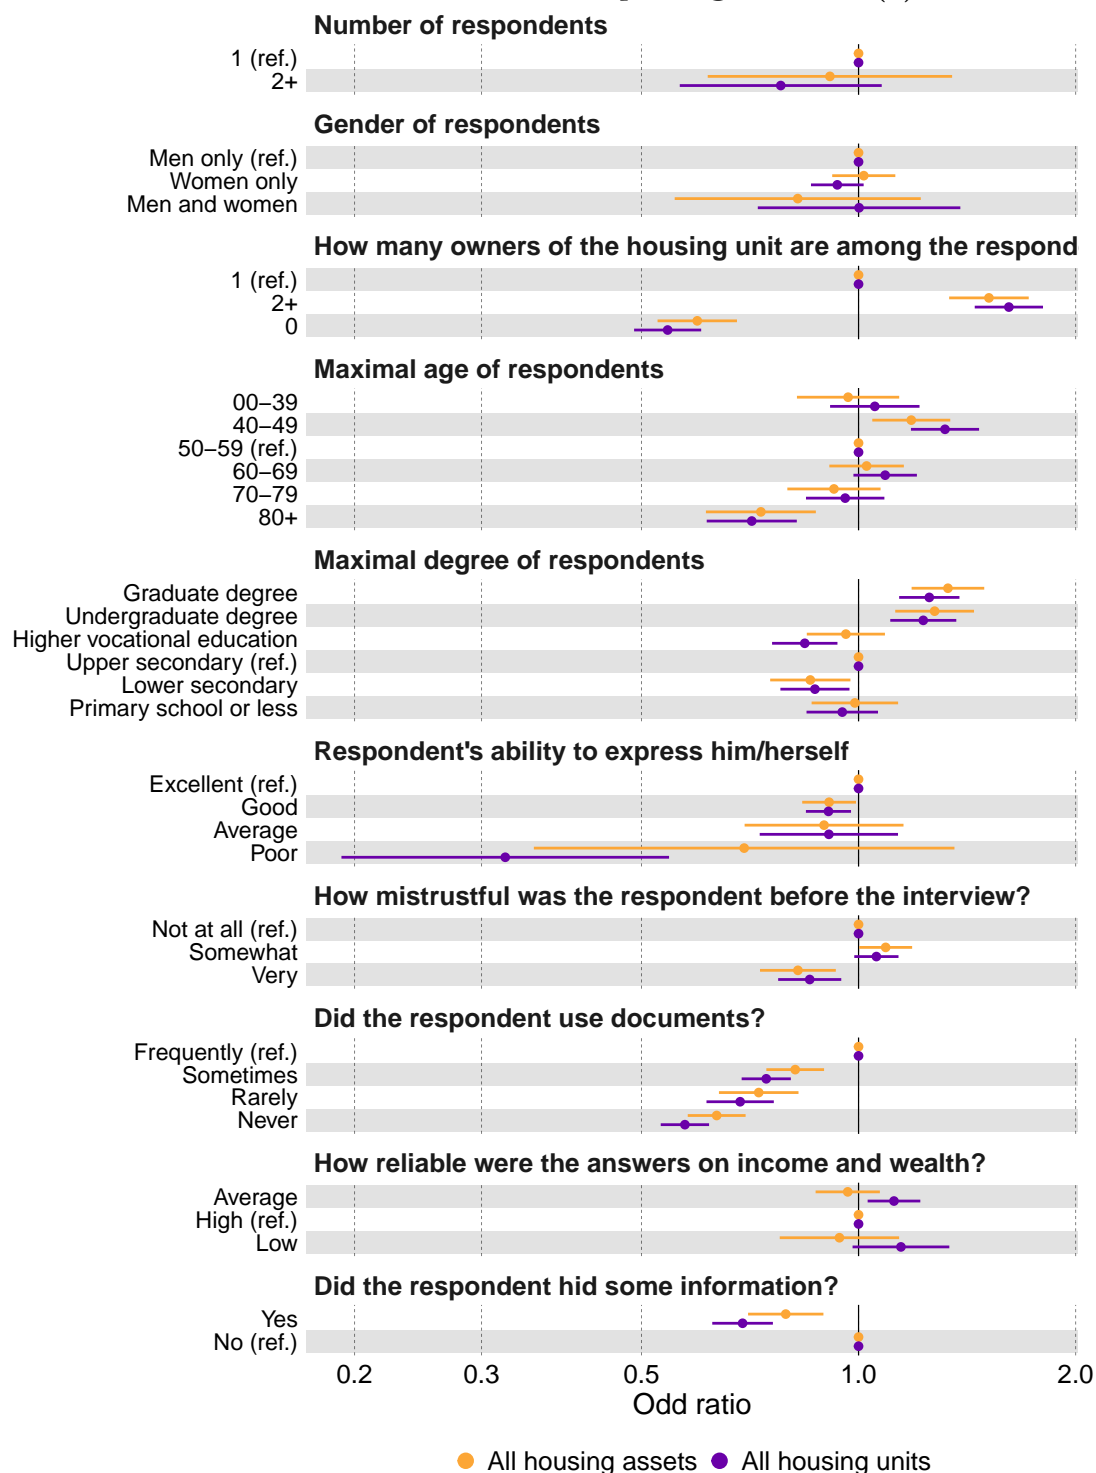 Number of respondents
1 (ref.)
2+
Gender of respondents
Men only (ref.)
Women only
Men and women
How many owners of the housing unit are among the respond
1 (ref.)
2+
0
Maximal age of respondents
00–39
40–49
50–59 (ref.)
60–69
70–79
80+
Maximal degree of respondents
Graduate degree
Undergraduate degree
Higher vocational education
Upper secondary (ref.)
Lower secondary
Primary school or less
Respondent's ability to express him/herself
Excellent (ref.)
Good
Average
Poor
How mistrustful was the respondent before the interview?
Not at all (ref.)
Somewhat
Very
Did the respondent use documents?
Frequently (ref.)
Sometimes
Rarely
Never
How reliable were the answers on income and wealth?
Average
High (ref.)
Low
Did the respondent hid some information?
Yes
No (ref.)
0.2 0.3 0.5 1.0 2.0
Odd ratio
All housing assets All housing units